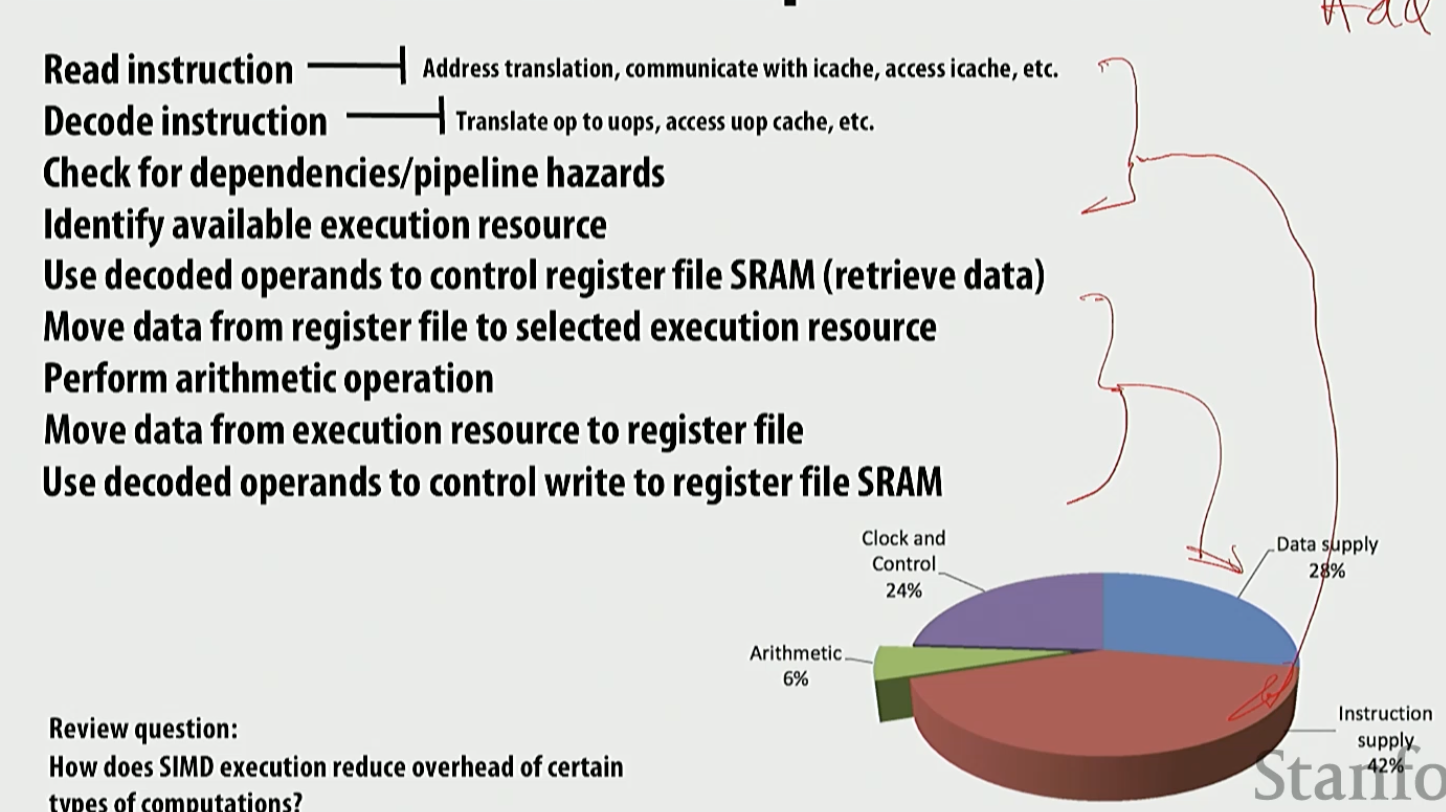 Add
Read instruction Address translation, communicate with icache, access icache, etc.
Decode instruction Translate op to uops, access uop cache, etc.
Check for dependencies/pipeline hazards
Identify available execution resource
Use decoded operands to control register file SRAM (retrieve data)
Move data from register file to selected execution resource
Perform arithmetic operation
Move data from execution resource to register file
Use decoded operands to control write to register file SRAM
Clock and
Control
24%
Data supply
28%
Arithmetic
6%
Instruction
supply
42%
Review question:
How does SIMD execution reduce overhead of certain
types of computations?
Stanfo